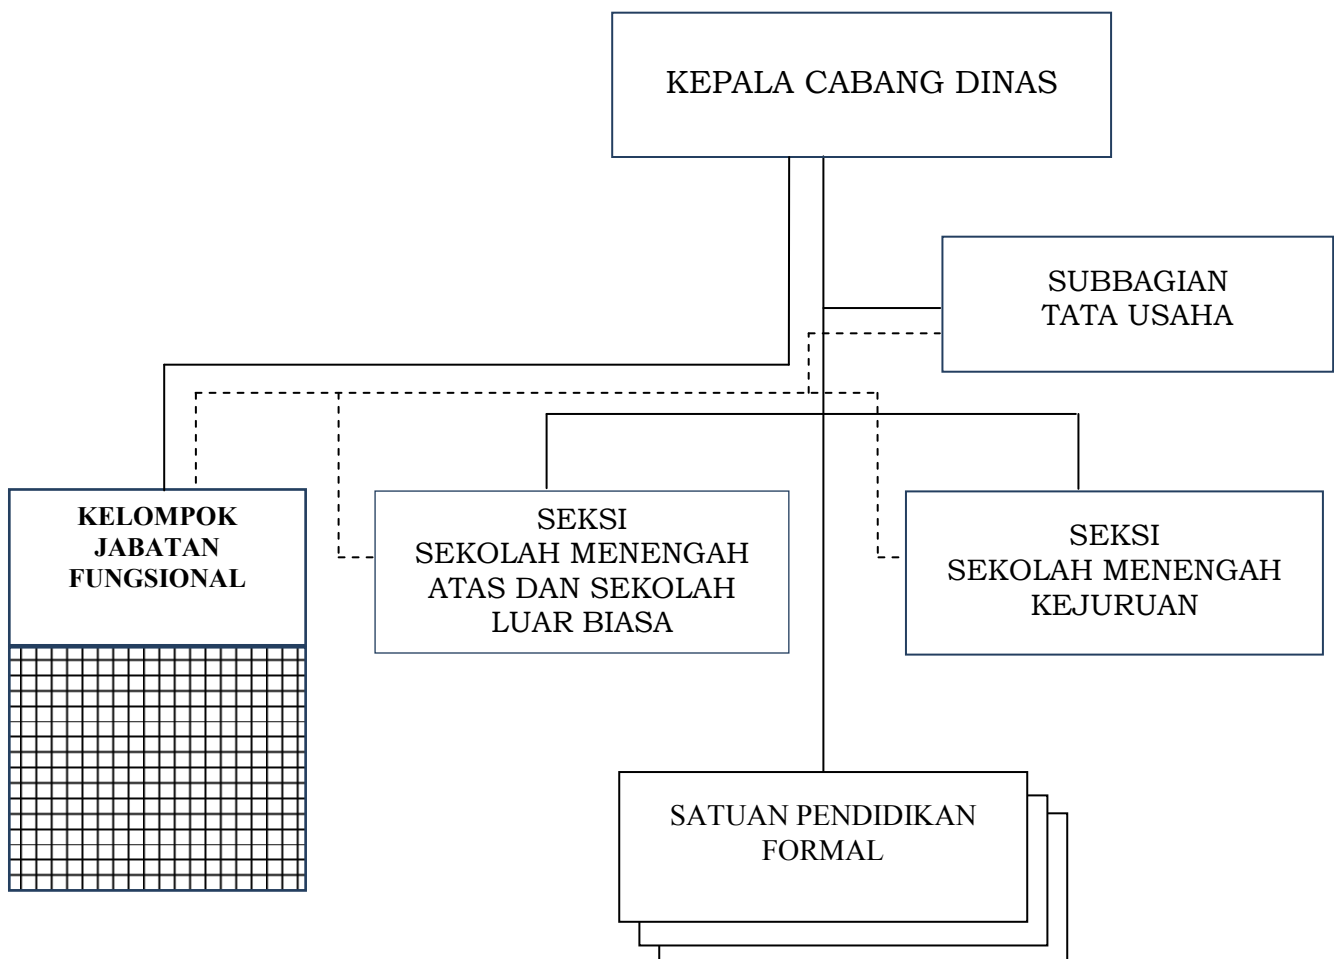 KEPALA CABANG DINAS
SUBBAGIAN
TATA USAHA
KELOMPOK
JABATAN
FUNGSIONAL
SEKSI
SEKOLAH MENENGAH
ATAS DAN SEKOLAH
LUAR BIASA
SEKSI
SEKOLAH MENENGAH
KEJURUAN
SATUAN PENDIDIKAN
FORMAL